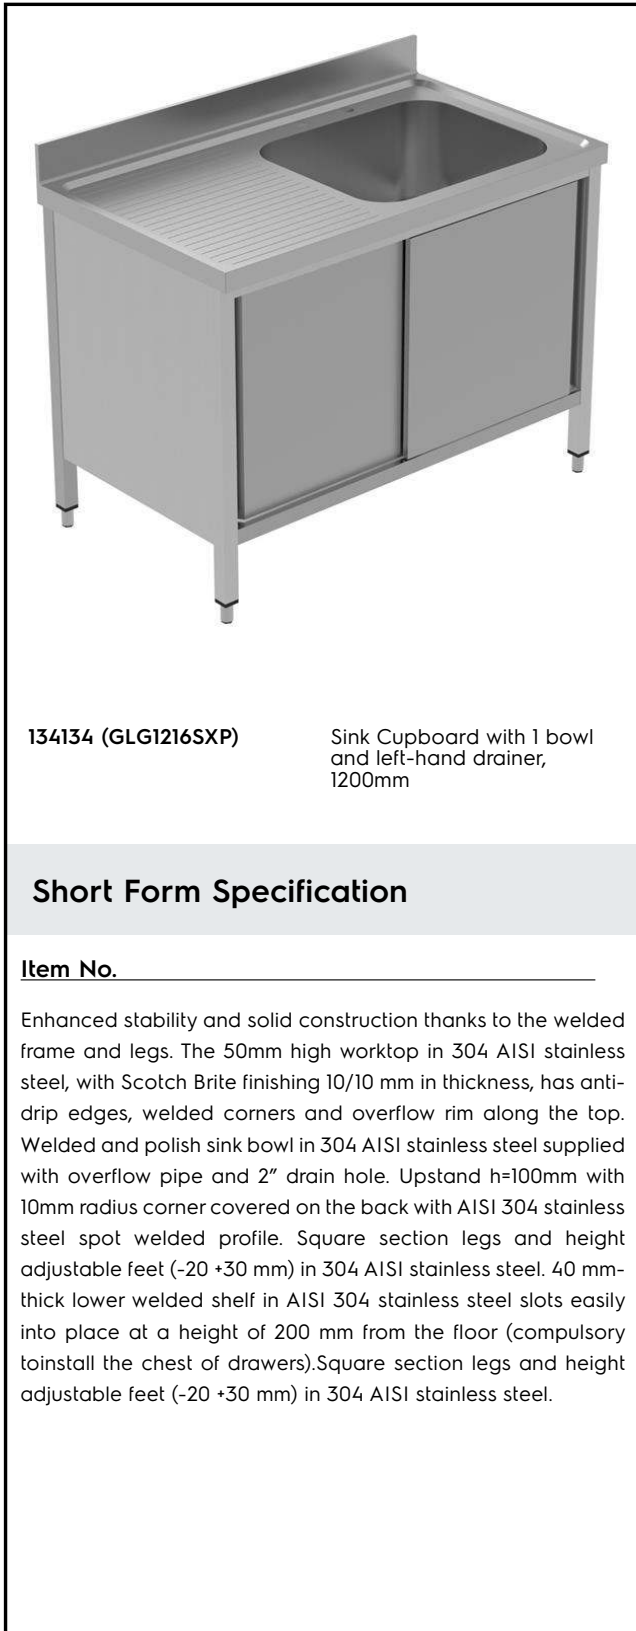 134134 (GLG1216SXP)
Sink Cupboard with 1 bowl
and left-hand drainer,
1200mm
Short Form Specification
Item No.
Enhanced stability and solid construction thanks to the welded
frame and legs. The 50mm high worktop in 304 AISI stainless
steel, with Scotch Brite finishing 10/10 mm in thickness, has anti-
drip edges, welded corners and overflow rim along the top.
Welded and polish sink bowl in 304 AISI stainless steel supplied
with overflow pipe and 2″ drain hole. Upstand h=100mm with
10mm radius corner covered on the back with AISI 304 stainless
steel spot welded profile. Square section legs and height
adjustable feet (-20 +30 mm) in 304 AISI stainless steel. 40 mm-
thick lower welded shelf in AISI 304 stainless steel slots easily
into place at a height of 200 mm from the floor (compulsory
toinstall the chest of drawers).Square section legs and height
adjustable feet (-20 +30 mm) in 304 AISI stainless steel.